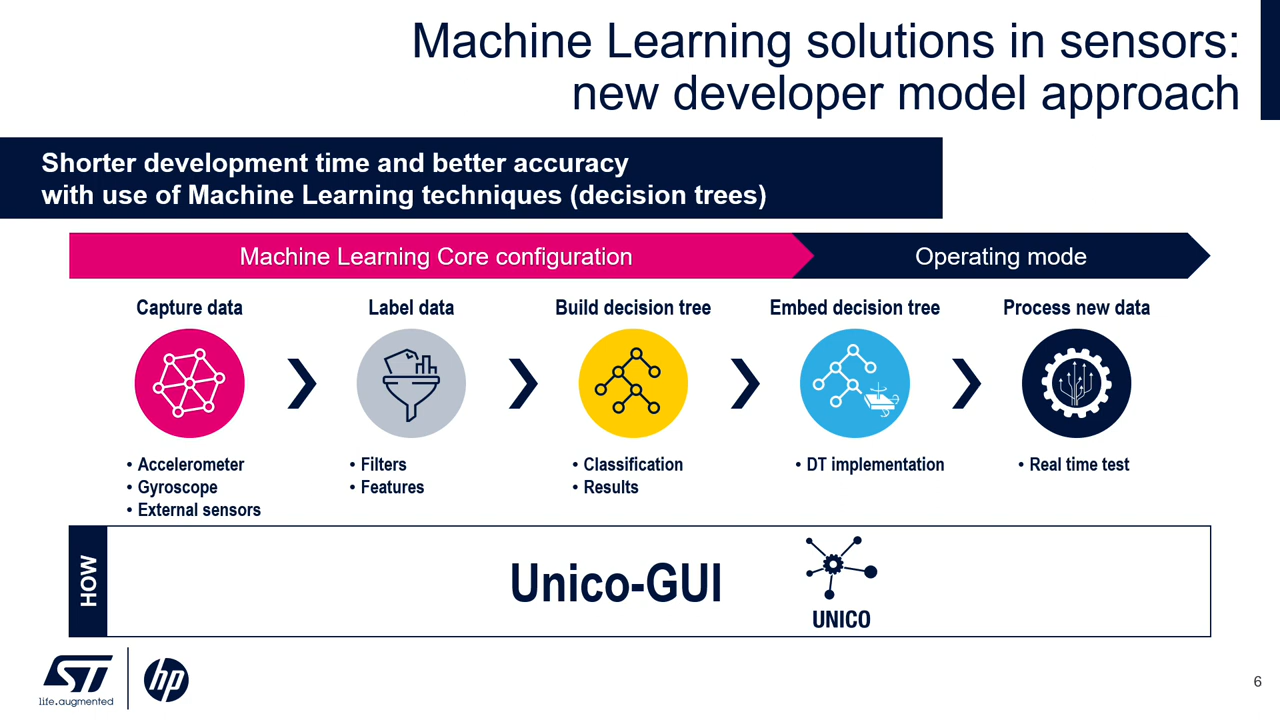 Machine Learning solutions in sensors:
new developer model approach
Shorter development time and better accuracy
with use of Machine Learning techniques (decision trees)
Machine Learning Core configuration
Operating mode
Capture data
Label data
Build decision tree
Embed decision tree
Process new data
• Accelerometer
• Gyroscope
• External sensors
• Filters
• Features
• Classification
• Results
• DT implementation
• Real time test
HOW
Unico-GUI
UNICO
ST
life.augmented
hp
6